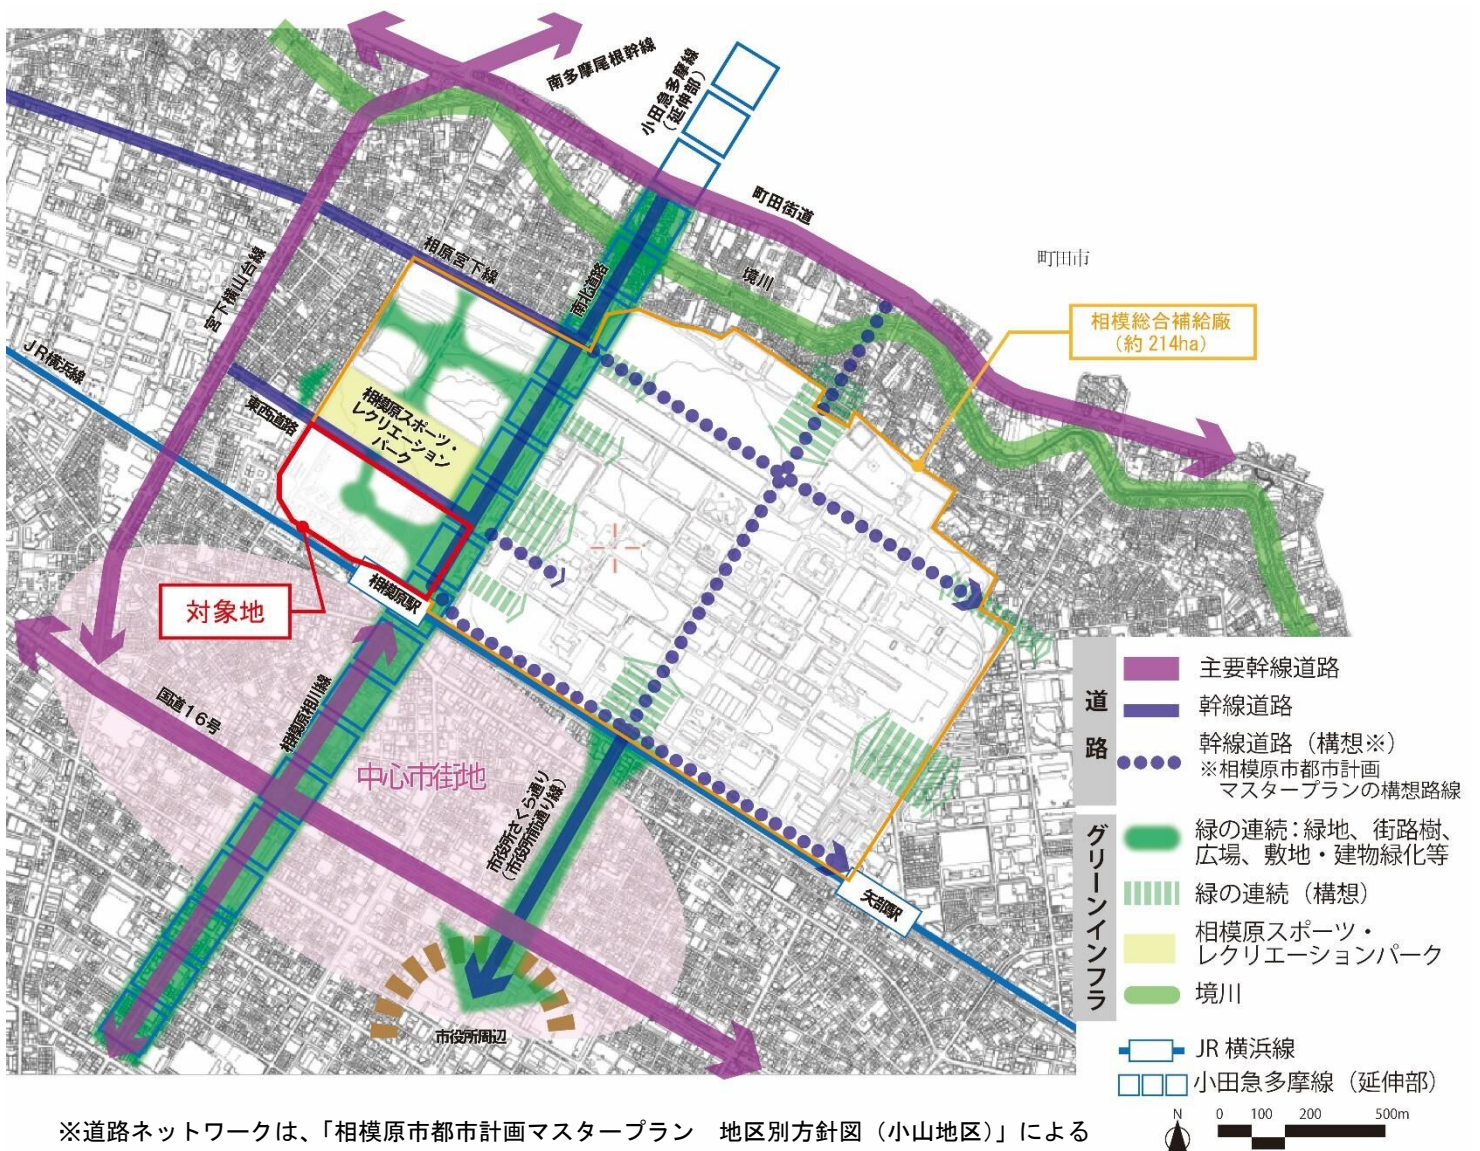 南多摩尾根幹線
小田急多摩線
（延伸部）
町田街道
町田市
境川
相原宮下線
南北道路
宮下横山台線
相模総合補給廠
（約 214ha）
ＪＲ横浜線
東西道路
相模原スポーツ・
レクリエーション
パーク
対象地
相模原駅
国道１６号
相模原相川線
中心市街地
市役所さくら通り
（市役所前通り線）
矢部駅
市役所周辺
道路
主要幹線道路
幹線道路
幹線道路（構想※）
※相模原市都市計画
マスタープランの構想路線
グリーンインフラ
緑の連続：緑地、街路樹、
広場、敷地・建物緑化等
緑の連続（構想）
相模原スポーツ・
レクリエーションパーク
境川
JR 横浜線
小田急多摩線（延伸部）
N
0 100 200 500m
※道路ネットワークは、「相模原市都市計画マスタープラン　地区別方針図（小山地区）」による